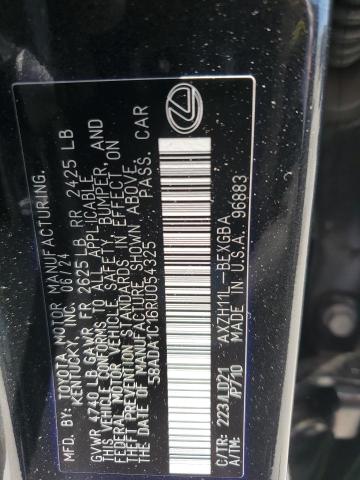 MFD. BY: TOYOTA MOTOR MANUFACTURING,
KENTUCKY, INC. 06/24
GVWR 4740 LB GAWR FR 2625 LB RR 2425 LB
THIS VEHICLE CONFORMS TO ALL APPLICABLE
FEDERAL MOTOR VEHICLE SAFETY, BUMPER, AND
THEFT PREVENTION STANDARDS IN EFFECT ON
THE DATE OF MANUFACTURE SHOWN ABOVE.
58ADA1C16RU054325 PASS. CAR
C/TR: 223/LD21 AXZH11L-BEXGBA
A/TM: /P710 MADE IN U.S.A. 96883